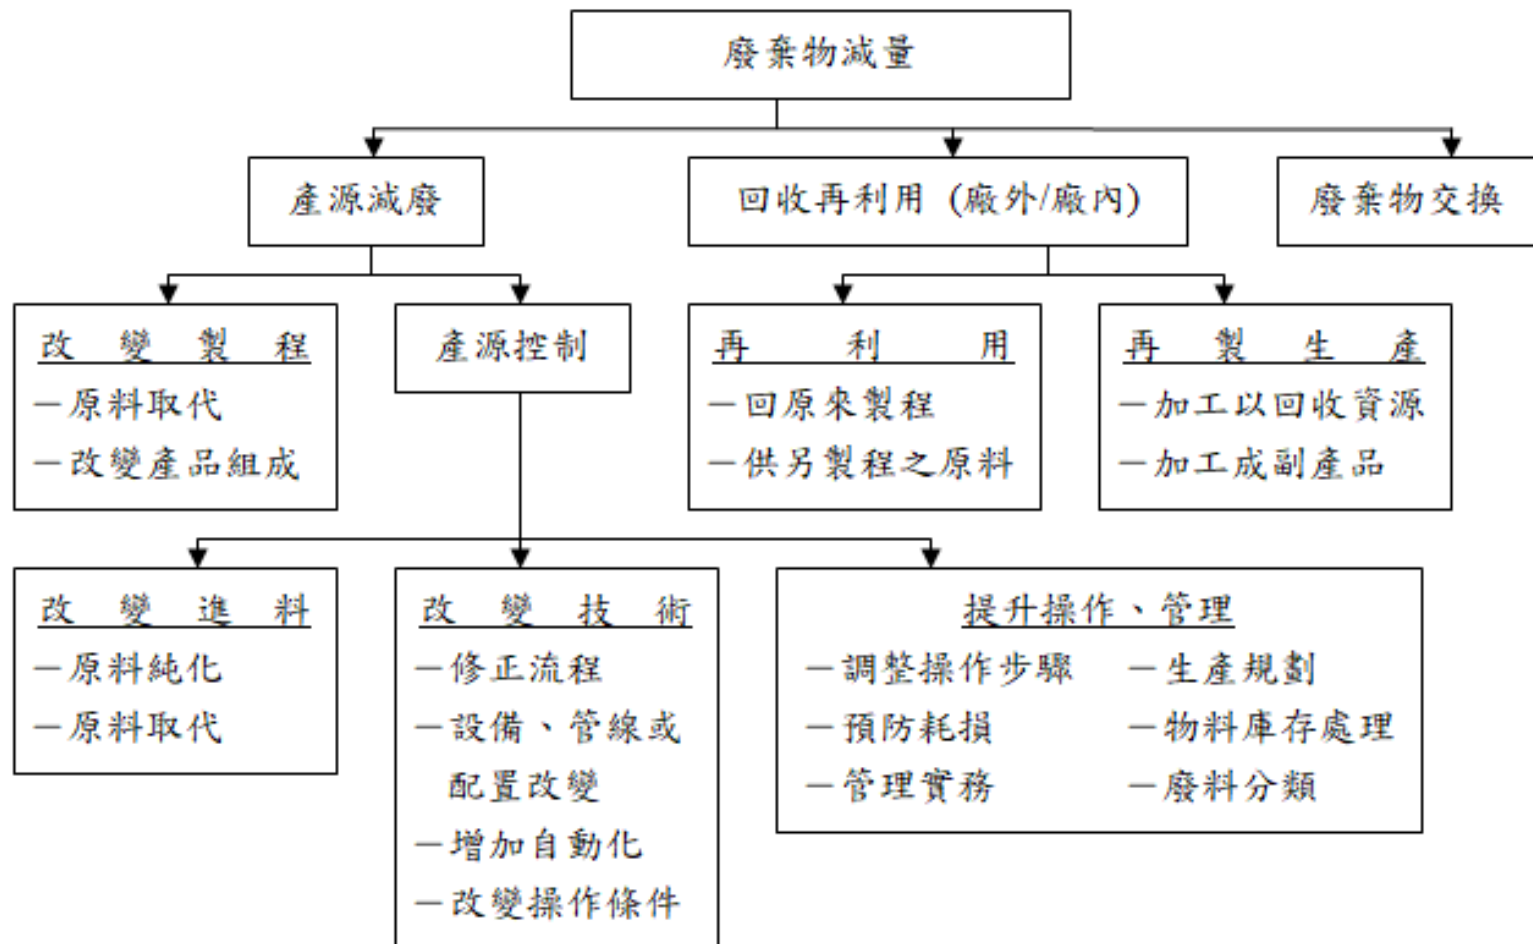 廢棄物減量
產源減廢
回收再利用 (廠外/廠內)
廢棄物交換
改變製程
－原料取代
－改變產品組成
產源控制
再利用
－回原來製程
－供另製程之原料
再製生產
－加工以回收資源
－加工成副產品
改變進料
－原料純化
－原料取代
改變技術
－修正流程
－設備、管線或
配置改變
－增加自動化
－改變操作條件
提升操作、管理
－調整操作步驟
－預防耗損
－管理實務
－生產規劃
－物料庫存處理
－廢料分類